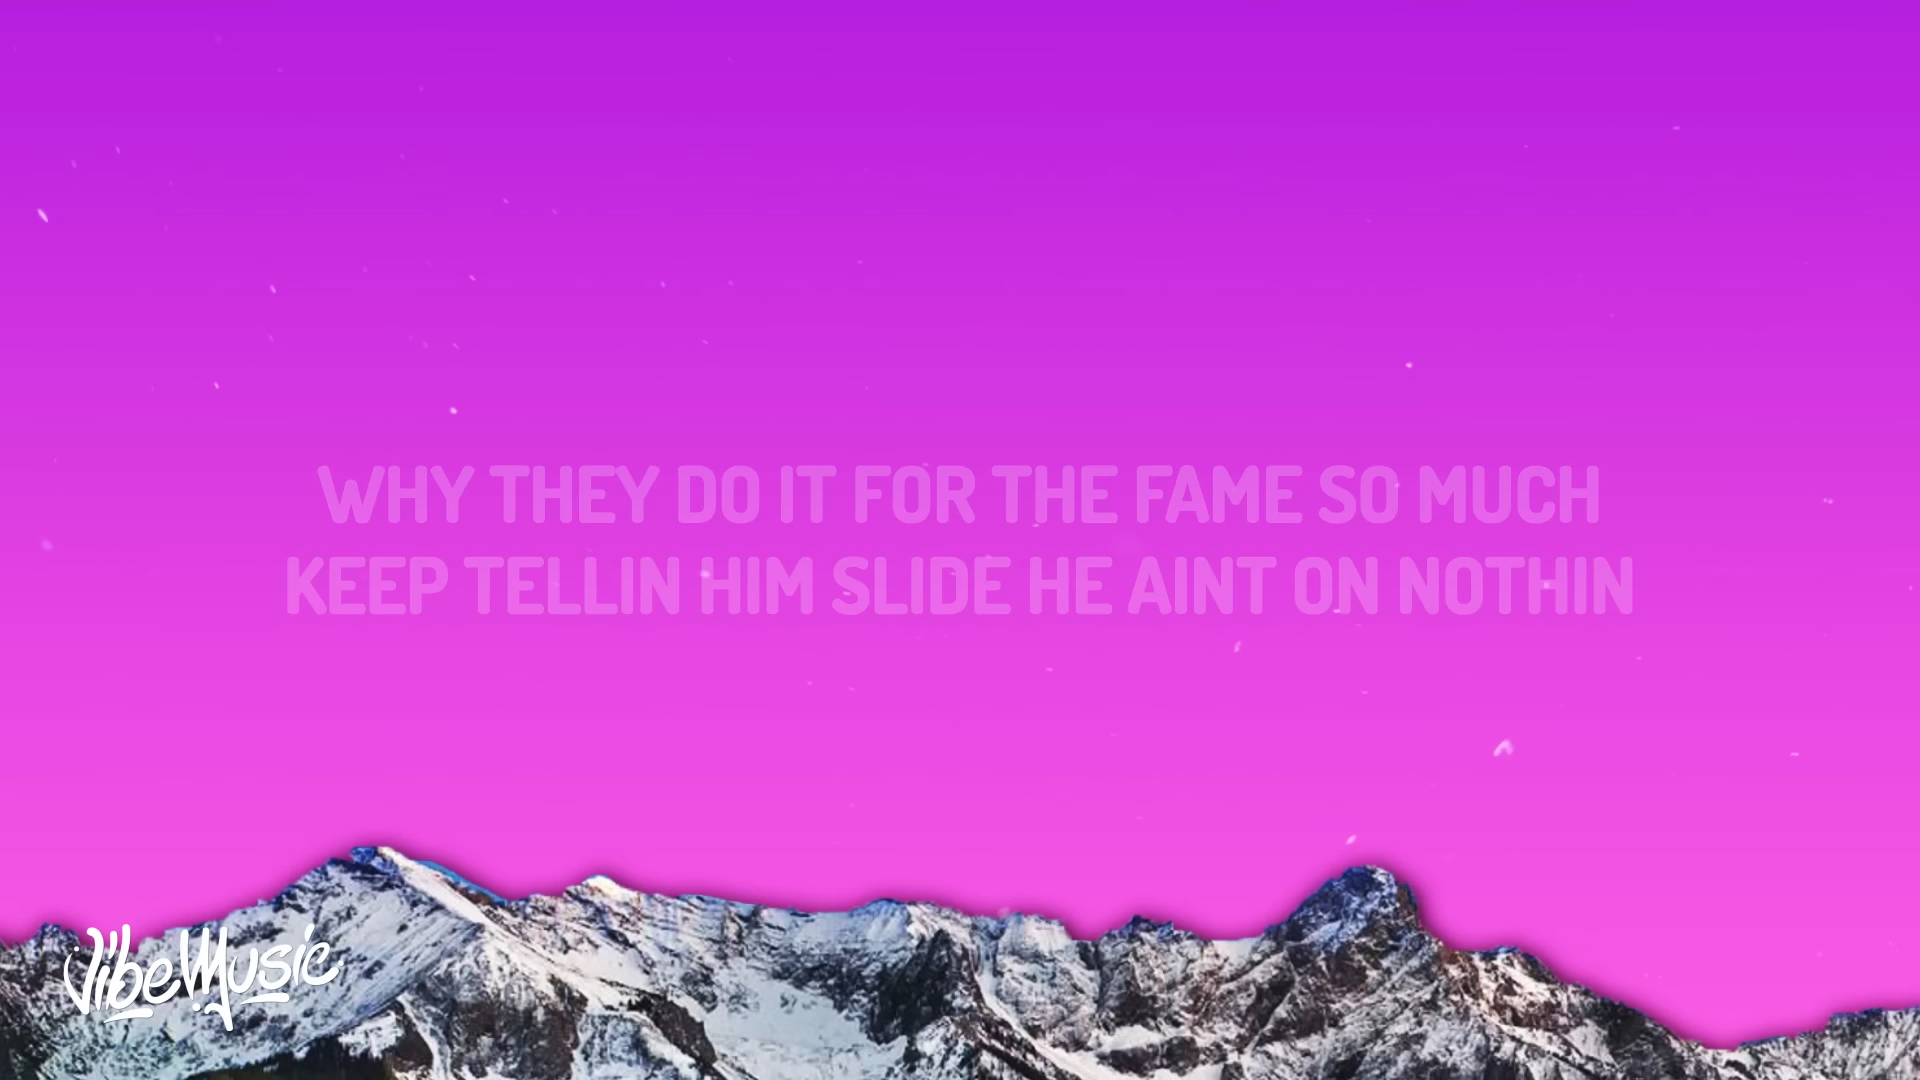 WHY THEY DO IT FOR THE FAME SO MUCH
KEEP TELLIN HIM SLIDE HE AINT ON NOTHIN
VibeMusic